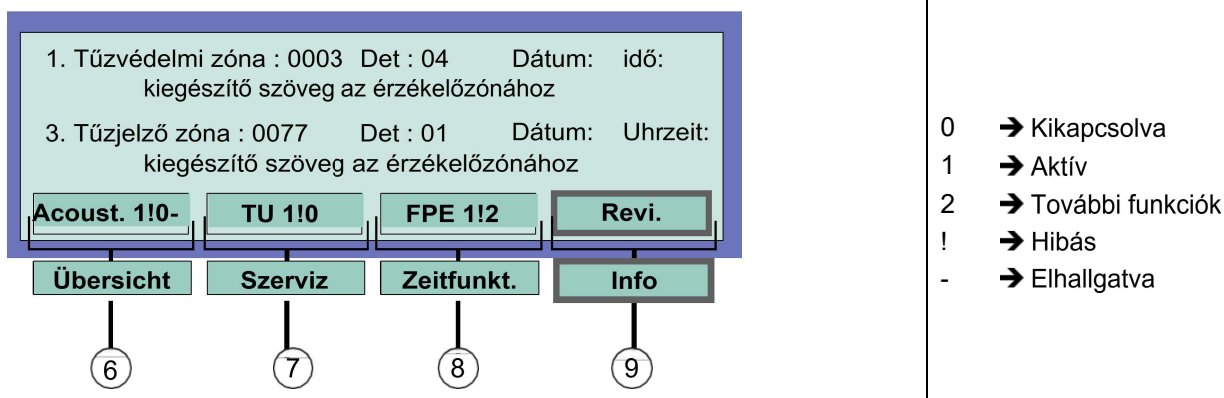 1. Tűzvédelmi zóna : 0003 Det : 04 Dátum: idő:
kiegészítő szöveg az érzékelőzónához
3. Tűzjelző zóna : 0077 Det : 01 Dátum: Uhrzeit:
kiegészítő szöveg az érzékelőzónához
Acoust. 1!0- TU 1!0 FPE 1!2 Revi.
Übersicht Szerviz Zeitfunkt. Info
6 7 8 9
0 ➔ Kikapcsolva
1 ➔ Aktív
2 ➔ További funkciók
! ➔ Hibás
- ➔ Elhallgatva